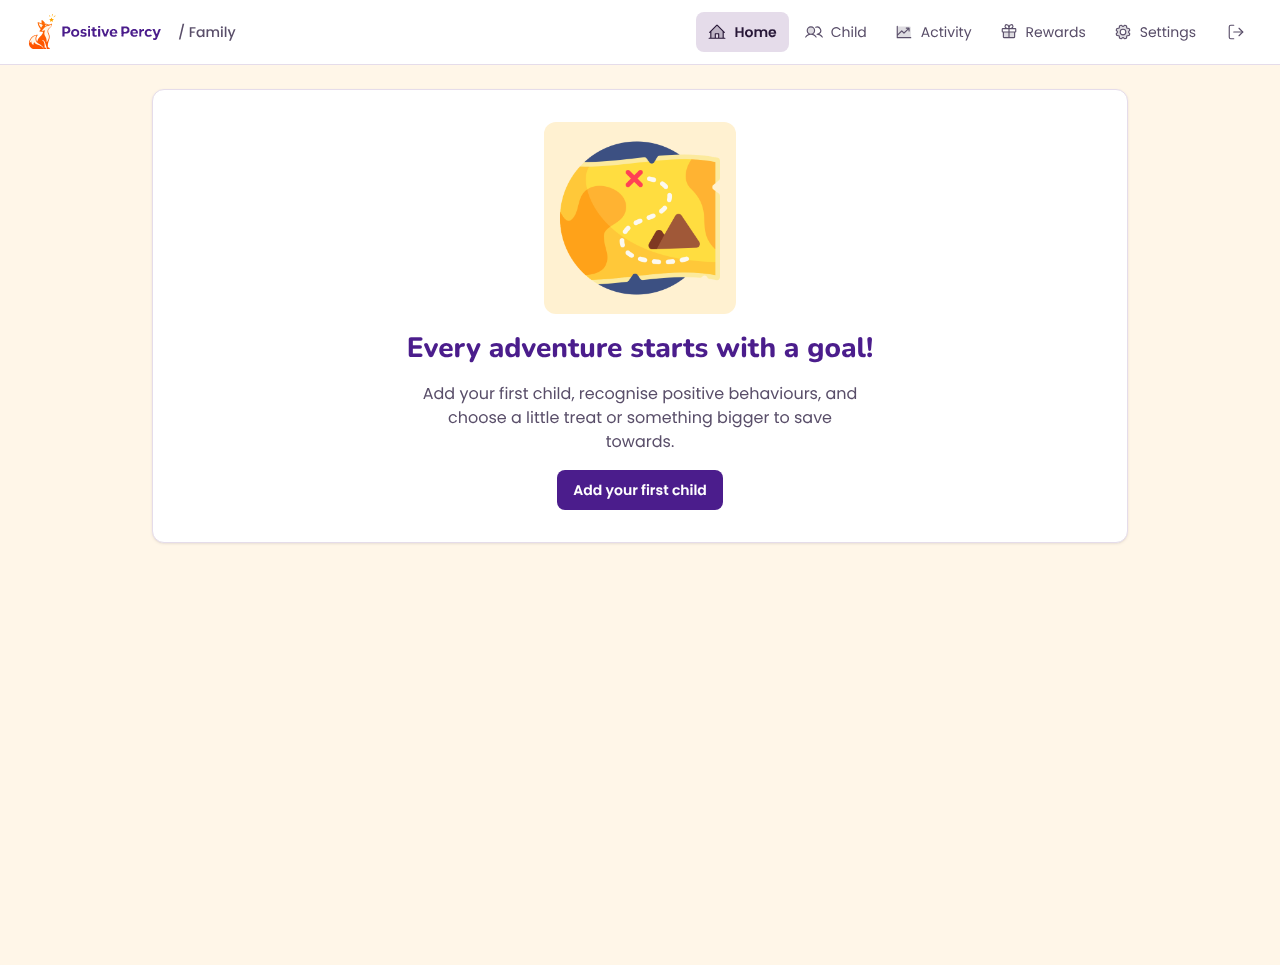 Positive Percy / Family Home Child Activity Rewards Settings
Every adventure starts with a goal!
Add your first child, recognise positive behaviours, and
choose a little treat or something bigger to save
towards.
Add your first child